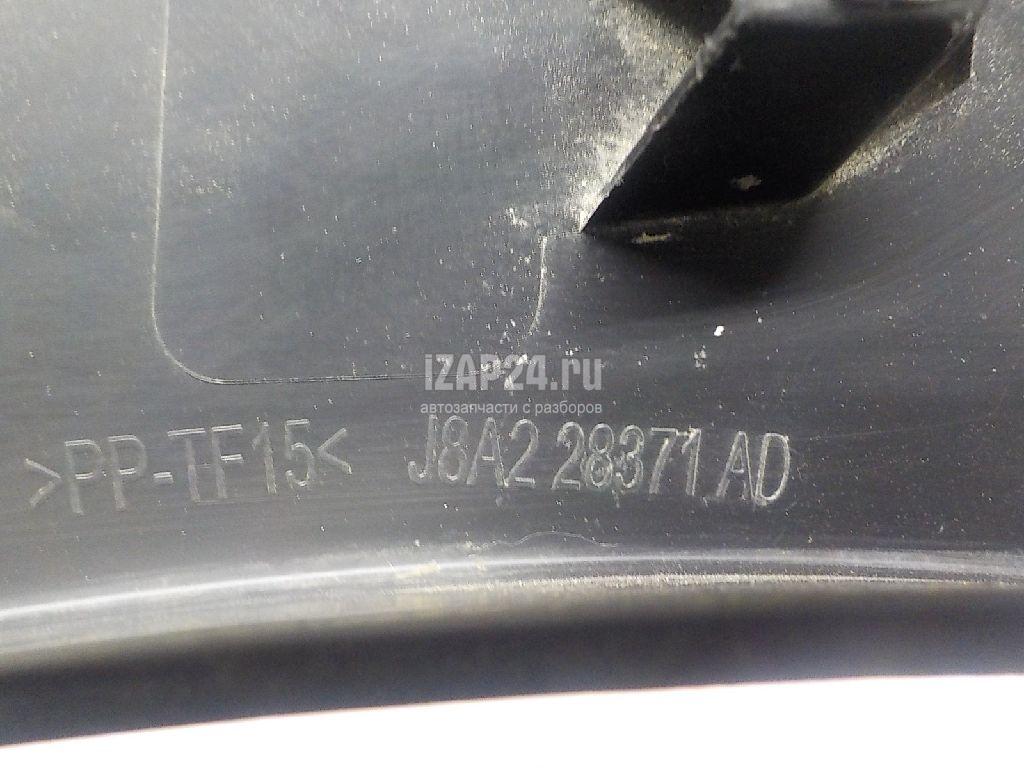 iZAP24.ru
автозапчасти с разборов
>PP-TF15< J8A2 28371 AD